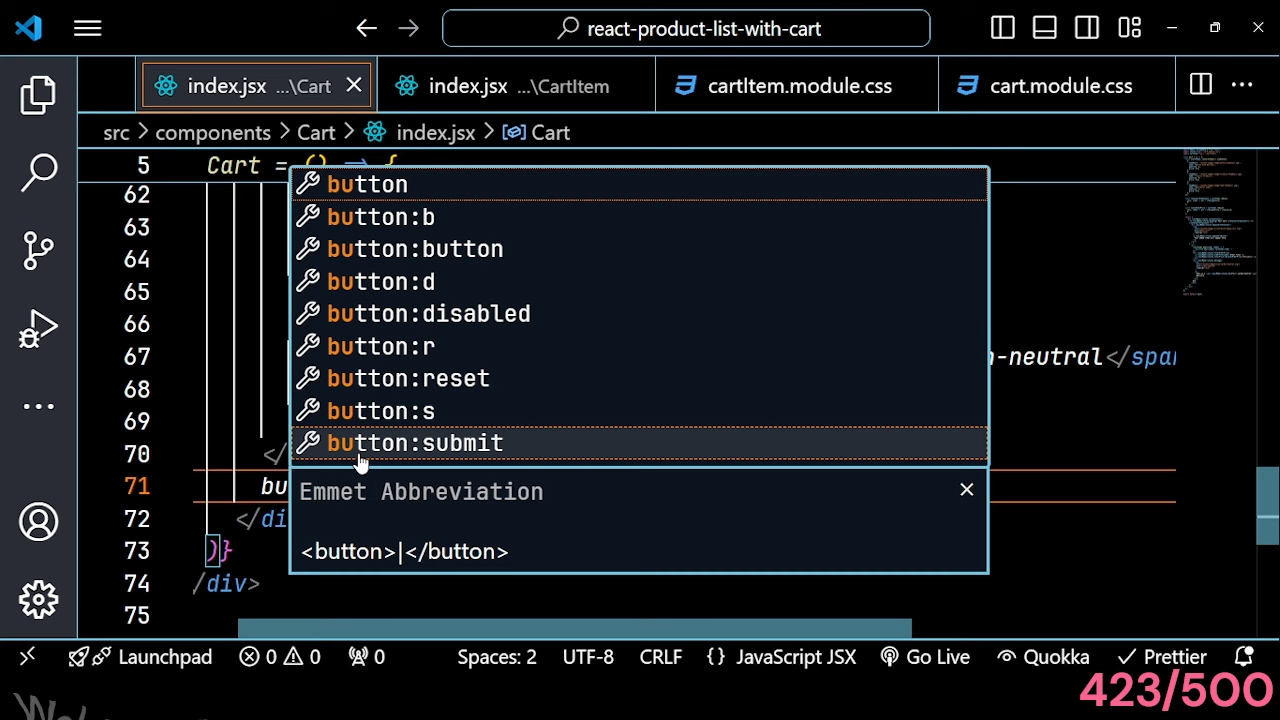 react-product-list-with-cart
index.jsx ...\Cart
index.jsx ...\CartItem
cartItem.module.css
cart.module.css
src > components > Cart > index.jsx > Cart
5 Cart = () => {
62
63
64
65
66
67 -neutral</spa
68
69
70 </
71 bu
72 </di
73 )}
74 /div>
75
button
button:b
button:button
button:d
button:disabled
button:r
button:reset
button:s
button:submit
Emmet Abbreviation
<button>|</button>
Launchpad 0 0 0 Spaces: 2 UTF-8 CRLF {} JavaScript JSX Go Live Quokka Prettier
423/500